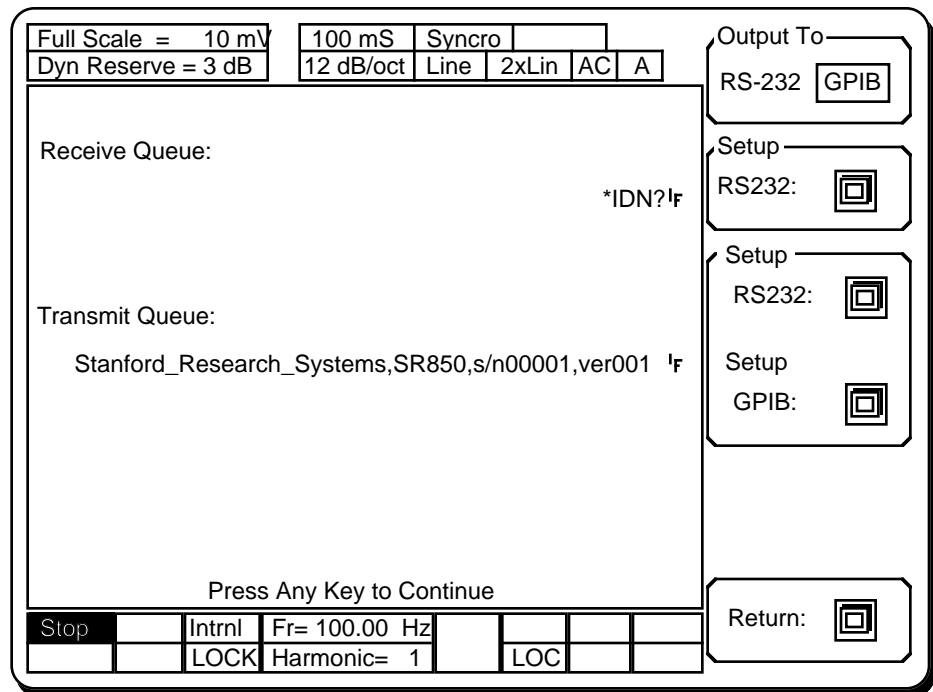 Full Scale = 10 mV 100 mS Syncro
Dyn Reserve = 3 dB 12 dB/oct Line 2xLin AC A
Receive Queue:
*IDN?LF
Transmit Queue:
Stanford_Research_Systems,SR850,s/n00001,ver001 LF
Press Any Key to Continue
Stop Intrnl Fr= 100.00 Hz
LOCK Harmonic= 1 LOC
Output To
RS-232 GPIB
Setup
RS232:
Setup
RS232:
Setup
GPIB:
Return: